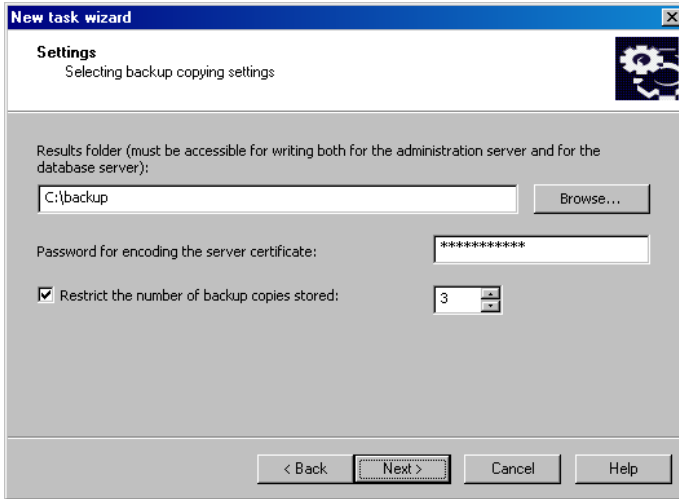 New task wizard
Settings
Selecting backup copying settings
Results folder (must be accessible for writing both for the administration server and for the
database server):
C:\backup
Browse...
Password for encoding the server certificate:
***********
Restrict the number of backup copies stored:
3
< Back
Next >
Cancel
Help